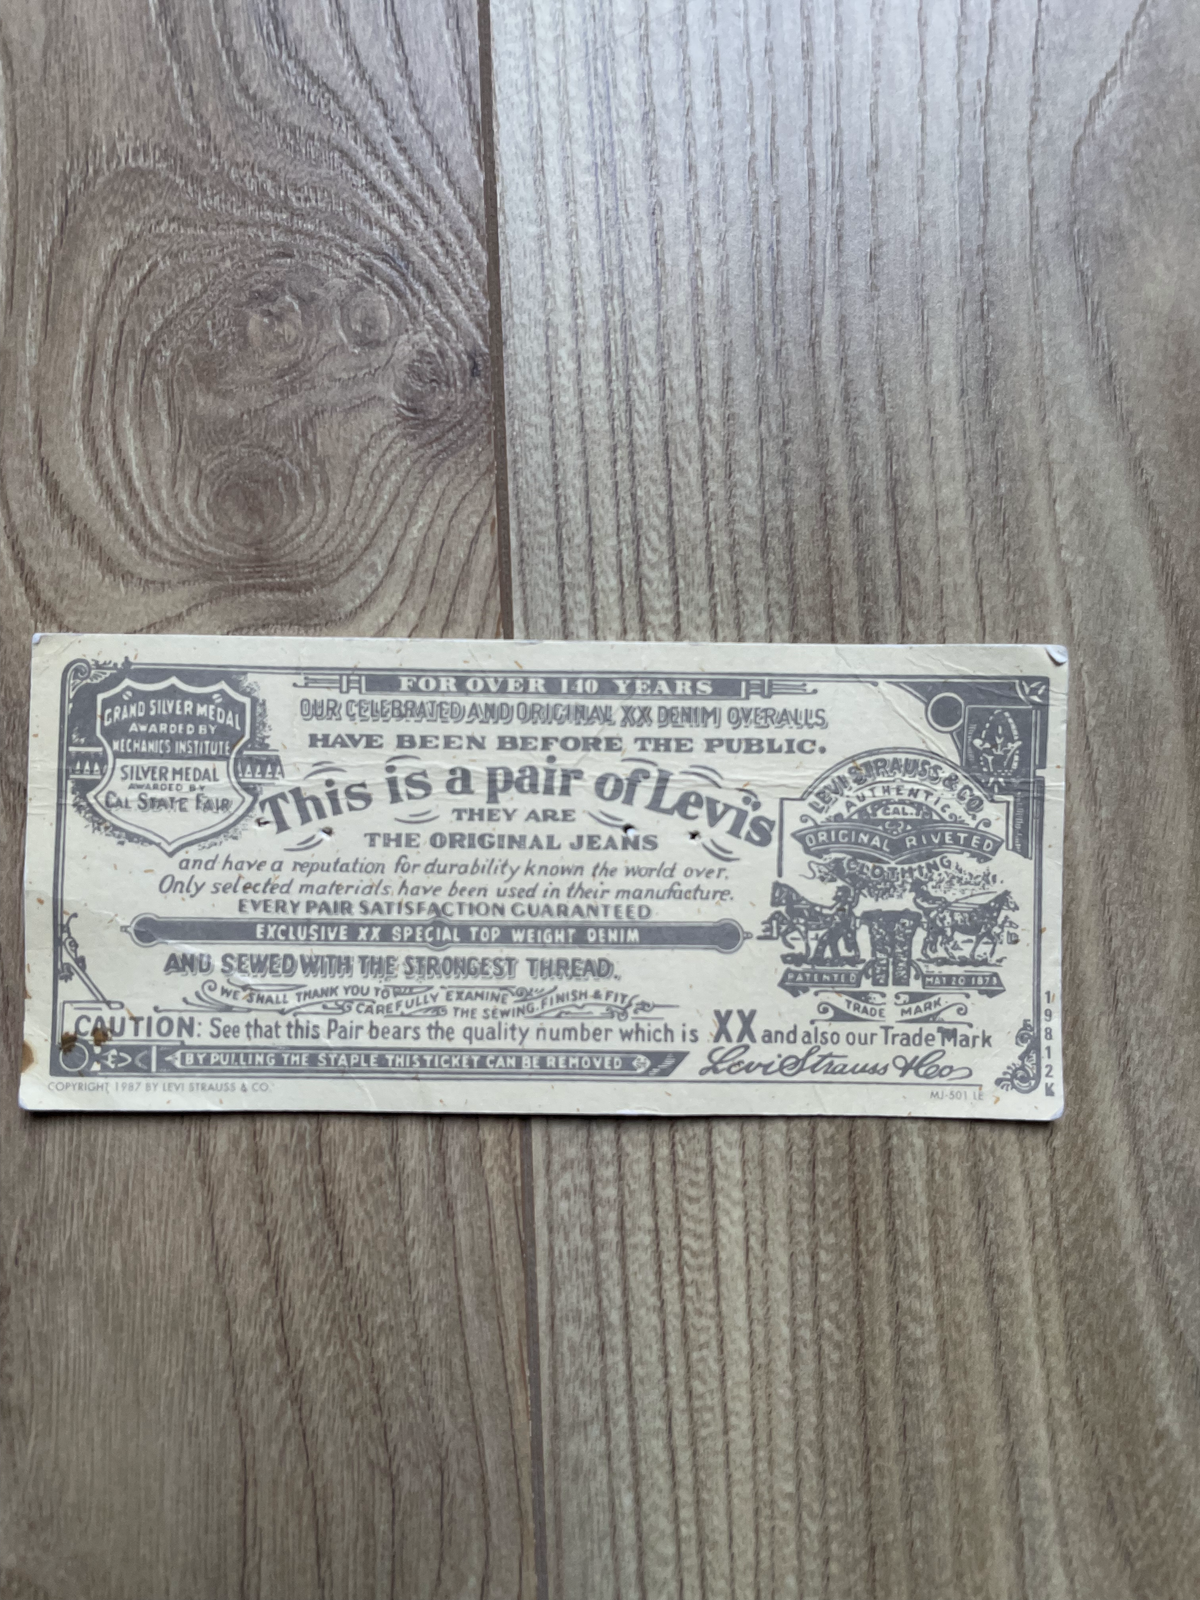 FOR OVER 140 YEARS
OUR CELEBRATED AND ORIGINAL XX DENIM OVERALLS
HAVE BEEN BEFORE THE PUBLIC.
GRAND SILVER MEDAL
AWARDED BY
MECHANICS INSTITUTE
SILVER MEDAL
AWARDED BY
CAL STATE FAIR
This is a pair of Levi's
THEY ARE
THE ORIGINAL JEANS
and have a reputation for durability known the world over.
Only selected materials have been used in their manufacture.
EVERY PAIR SATISFACTION GUARANTEED
EXCLUSIVE XX SPECIAL TOP WEIGHT DENIM
AND SEWED WITH THE STRONGEST THREAD.
WE SHALL THANK YOU TO CAREFULLY EXAMINE THE SEWING, FINISH & FIT
LEVI STRAUSS & CO.
AUTHENTIC
CAL.
ORIGINAL RIVETED
CLOTHING
PATENTED MAY 20 1873
TRADE MARK
CAUTION: See that this Pair bears the quality number which is XX and also our Trade Mark
BY PULLING THE STAPLE THIS TICKET CAN BE REMOVED
Levi Strauss & Co
COPYRIGHT 1987 BY LEVI STRAUSS & CO.
MJ-501 LE
19812K